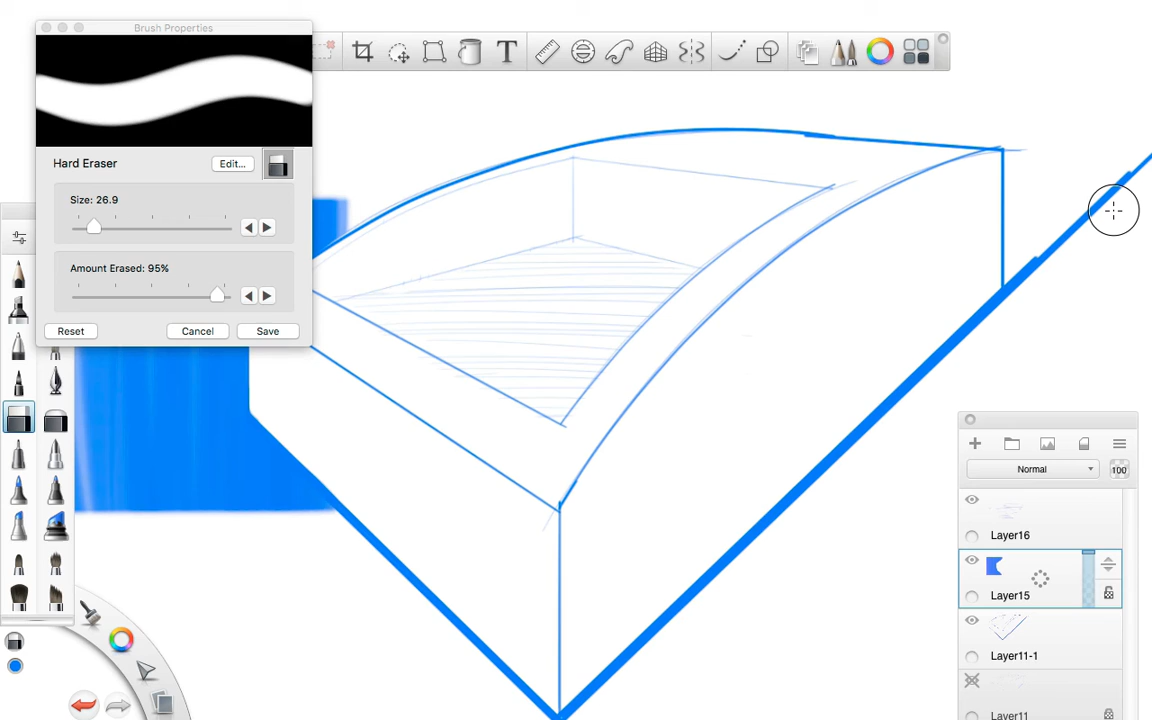 Brush Properties
Hard Eraser
Edit...
Size: 26.9
Amount Erased: 95%
Reset
Cancel
Save
T
Normal
100
Layer16
Layer15
Layer11-1
Layer11